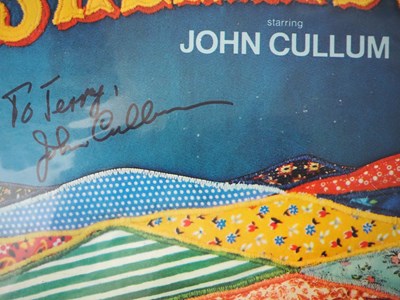 starring
JOHN CULLUM
To Terry,
John Cullum